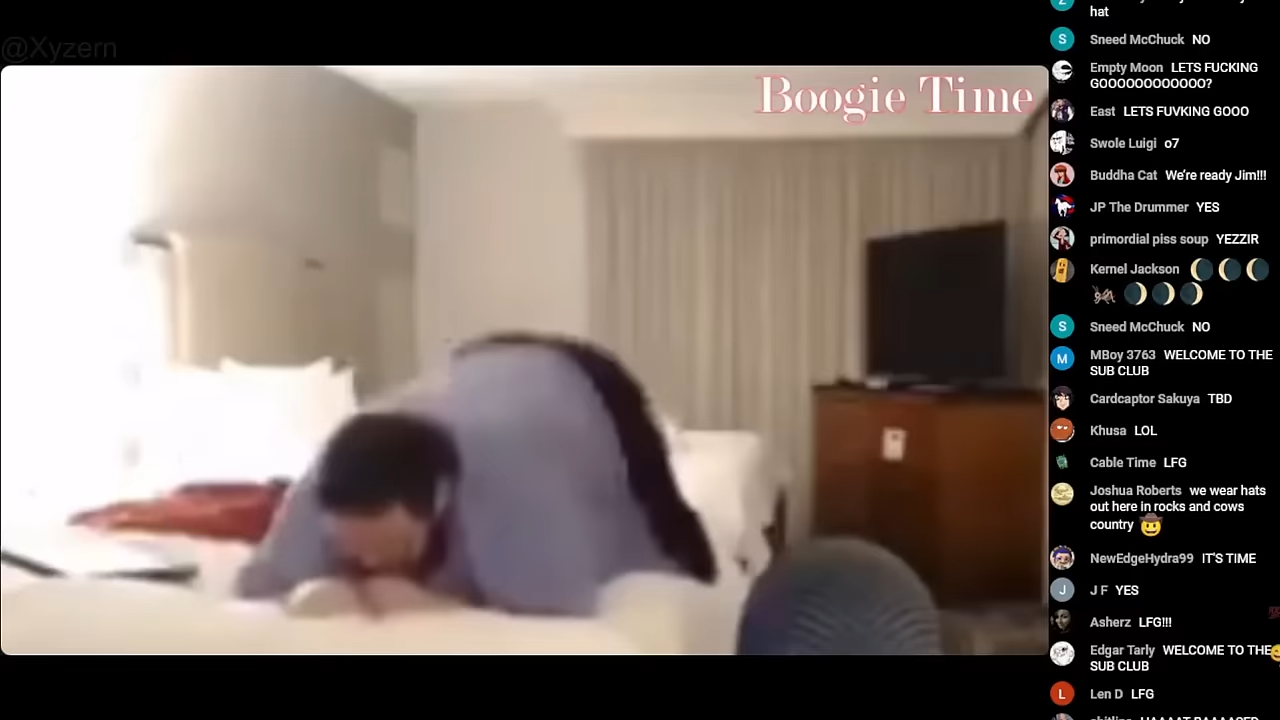 hat
@Xyzern
Sneed McChuck NO
Boogie Time
Empty Moon LETS FUCKING
GOOOOOOOOOOO?
East LETS FUVKING GOOO
Swole Luigi o7
Buddha Cat We're ready Jim!!!
JP The Drummer YES
primordial piss soup YEZZIR
Kernel Jackson
Sneed McChuck NO
MBoy 3763 WELCOME TO THE
SUB CLUB
Cardcaptor Sakuya TBD
Khusa LOL
Cable Time LFG
Joshua Roberts we wear hats
out here in rocks and cows
country
NewEdgeHydra99 IT'S TIME
J F YES
Asherz LFG!!!
Edgar Tarly WELCOME TO THE
SUB CLUB
Len D LFG